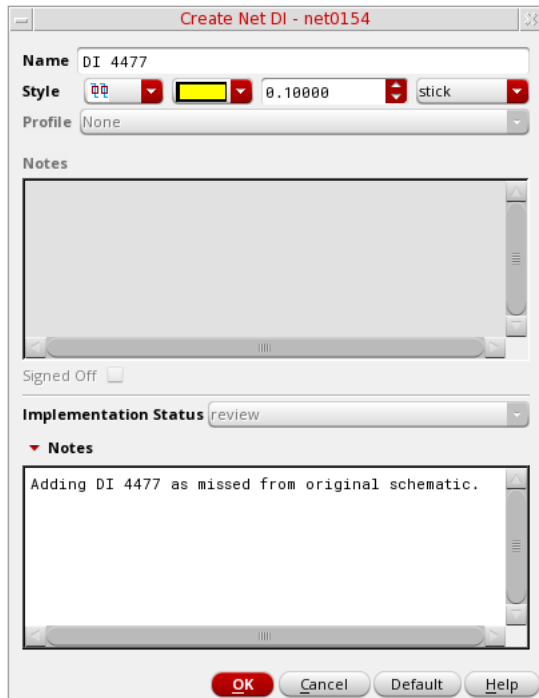 Create Net DI - net0154
Name DI 4477
Style 0.10000 stick
Profile None
Notes
Signed Off
Implementation Status review
Notes
Adding DI 4477 as missed from original schematic.
OK Cancel Default Help